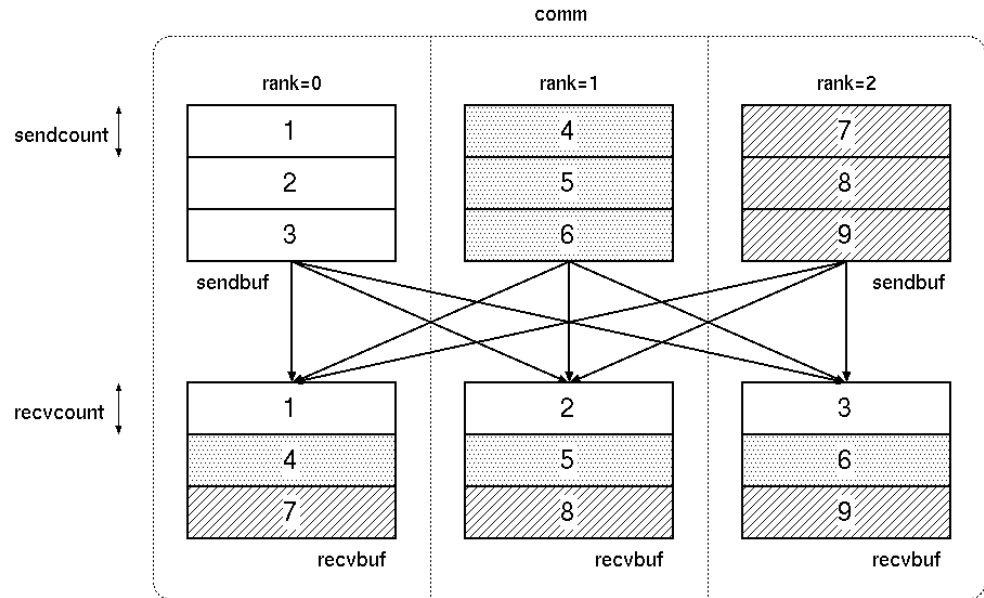 comm
rank=0 rank=1 rank=2
sendcount
1 4 7
2 5 8
3 6 9
sendbuf sendbuf
recvcount
1 2 3
4 5 6
7 8 9
recvbuf recvbuf recvbuf